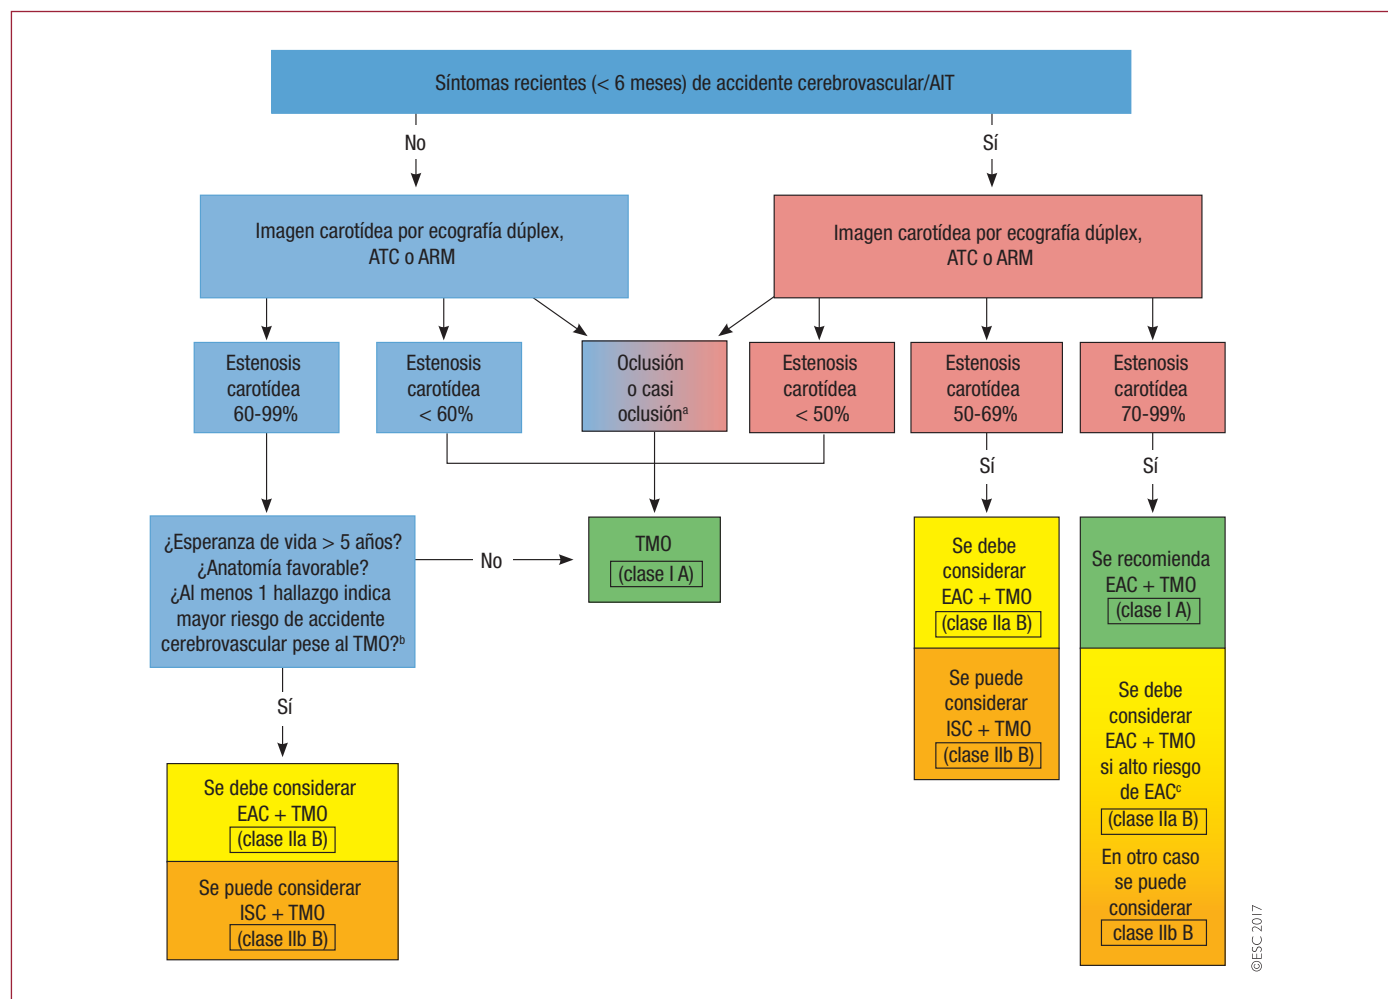 Síntomas recientes (< 6 meses) de accidente cerebrovascular/AIT
No
Sí
Imagen carotídea por ecografía dúplex,
ATC o ARM
Imagen carotídea por ecografía dúplex,
ATC o ARM
Estenosis
carotídea
60-99%
Estenosis
carotídea
< 60%
Oclusión
o casi
oclusiónᵃ
Estenosis
carotídea
< 50%
Estenosis
carotídea
50-69%
Estenosis
carotídea
70-99%
Sí
Sí
¿Esperanza de vida > 5 años?
¿Anatomía favorable?
¿Al menos 1 hallazgo indica
mayor riesgo de accidente
cerebrovascular pese al TMO?ᵇ
No
TMO
(clase I A)
Se debe
considerar
EAC + TMO
(clase IIa B)
Se puede
considerar
ISC + TMO
(clase IIb B)
Se recomienda
EAC + TMO
(clase I A)
Se debe
considerar
EAC + TMO
si alto riesgo
de EACᶜ
(clase IIa B)
En otro caso
se puede
considerar
clase IIb B
Sí
Se debe considerar
EAC + TMO
(clase IIa B)
Se puede considerar
ISC + TMO
(clase IIb B)
©ESC 2017